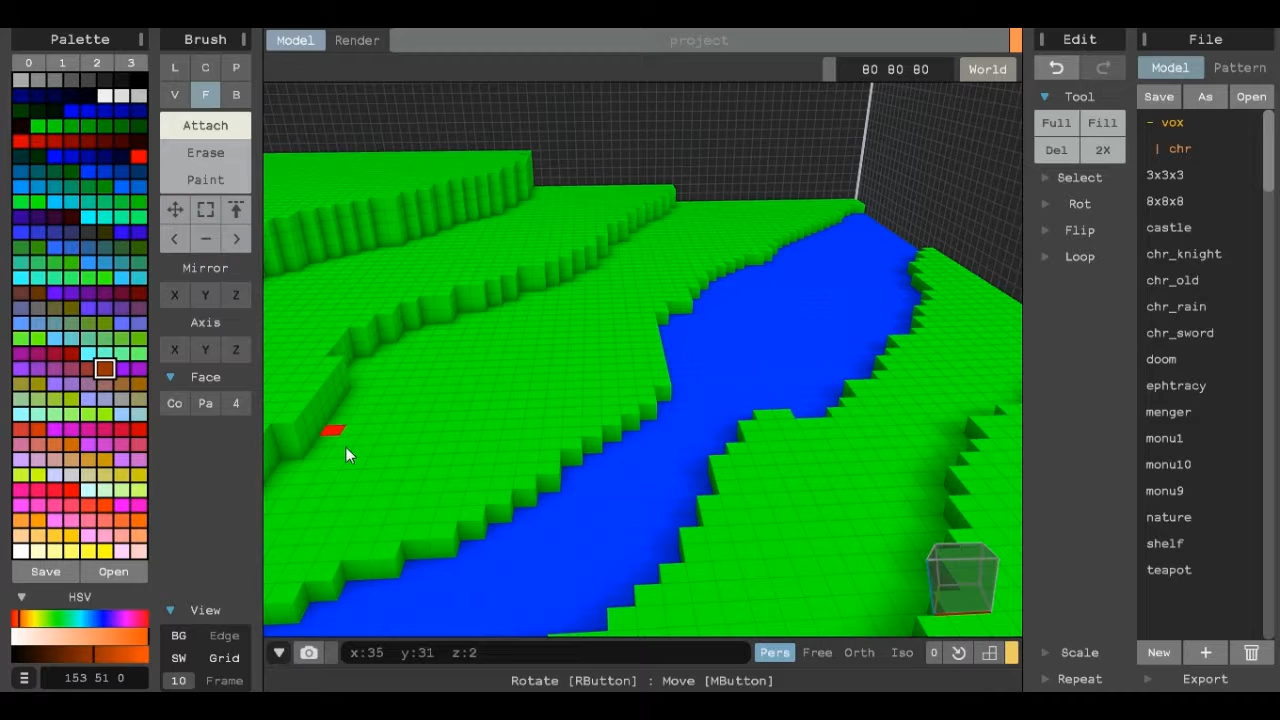 Palette
0 1 2 3
Save Open
HSV
153 51 0
Brush
L C P
V F B
Attach
Erase
Paint
< − >
Mirror
X Y Z
Axis
X Y Z
Face
Co Pa 4
View
BG Edge
SW Grid
10 Frame
Model Render project
80 80 80 World
x:35 y:31 z:2
Pers Free Orth Iso 0
Rotate [RButton] : Move [MButton]
Edit
Tool
Full Fill
Del 2X
Select
Rot
Flip
Loop
Scale
Repeat
File
Model Pattern
Save As Open
- vox
| chr
3x3x3
8x8x8
castle
chr_knight
chr_old
chr_rain
chr_sword
doom
ephtracy
menger
monu1
monu10
monu9
nature
shelf
teapot
New +
Export